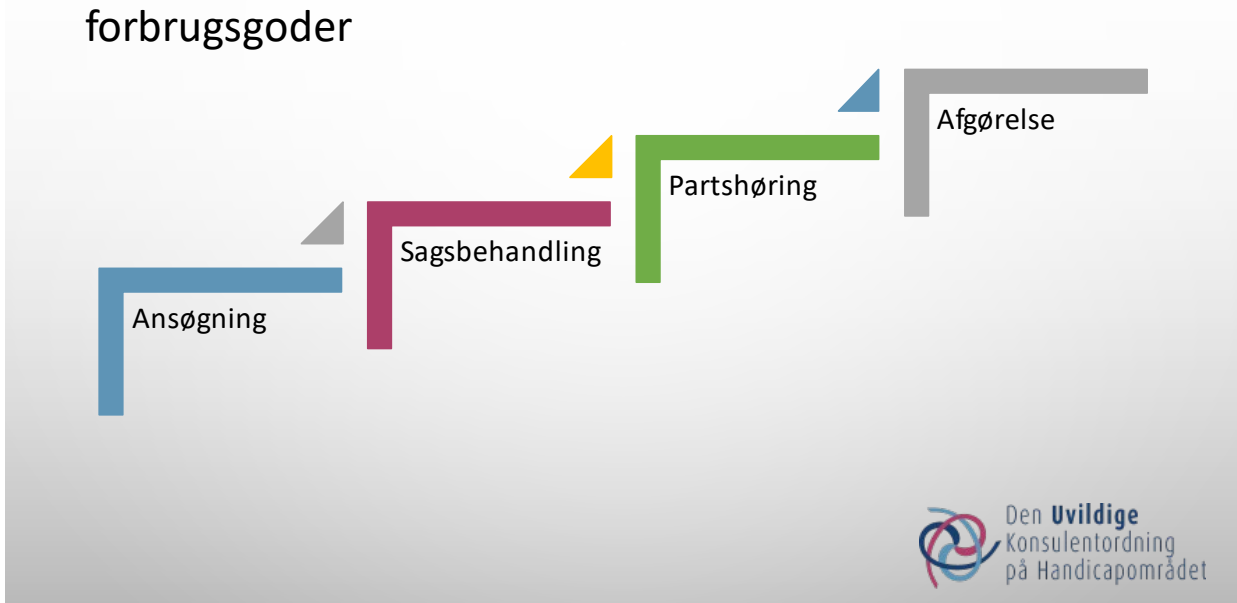 forbrugsgoder
Ansøgning
Sagsbehandling
Partshøring
Afgørelse
Den Uvildige
Konsulentordning
på Handicapområdet